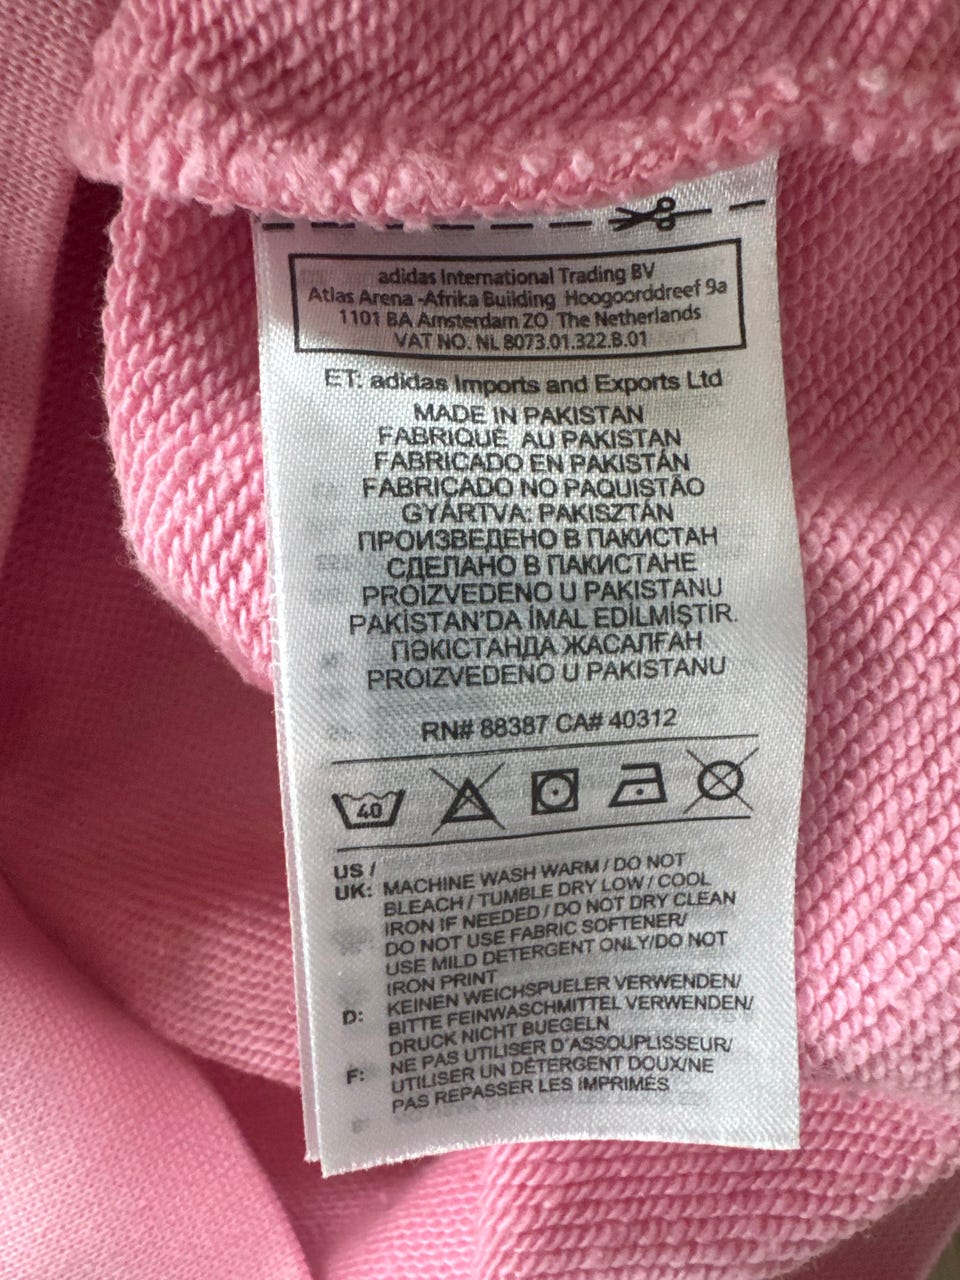 adidas International Trading BV
Atlas Arena -Afrika Building Hoogoorddreef 9a
1101 BA Amsterdam ZO The Netherlands
VAT NO. NL 8073.01.322.B.01
ET: adidas Imports and Exports Ltd
MADE IN PAKISTAN
FABRIQUÉ AU PAKISTAN
FABRICADO EN PAKISTÁN
FABRICADO NO PAQUISTÃO
GYÁRTVA: PAKISZTÁN
ПРОИЗВЕДЕНО В ПАКИСТАН
СДЕЛАНО В ПАКИСТАНЕ
PROIZVEDENO U PAKISTANU
PAKİSTAN'DA İMAL EDİLMİŞTİR.
ПӘКІСТАНДА ЖАСАЛҒАН
PROIZVEDENO U PAKISTANU
RN# 88387 CA# 40312
40
US /
UK: MACHINE WASH WARM / DO NOT
BLEACH / TUMBLE DRY LOW / COOL
IRON IF NEEDED / DO NOT DRY CLEAN
DO NOT USE FABRIC SOFTENER/
USE MILD DETERGENT ONLY/DO NOT
IRON PRINT
D: KEINEN WEICHSPUELER VERWENDEN/
BITTE FEINWASCHMITTEL VERWENDEN/
DRUCK NICHT BUEGELN
F: NE PAS UTILISER D'ASSOUPLISSEUR/
UTILISER UN DÉTERGENT DOUX/NE
PAS REPASSER LES IMPRIMÉS